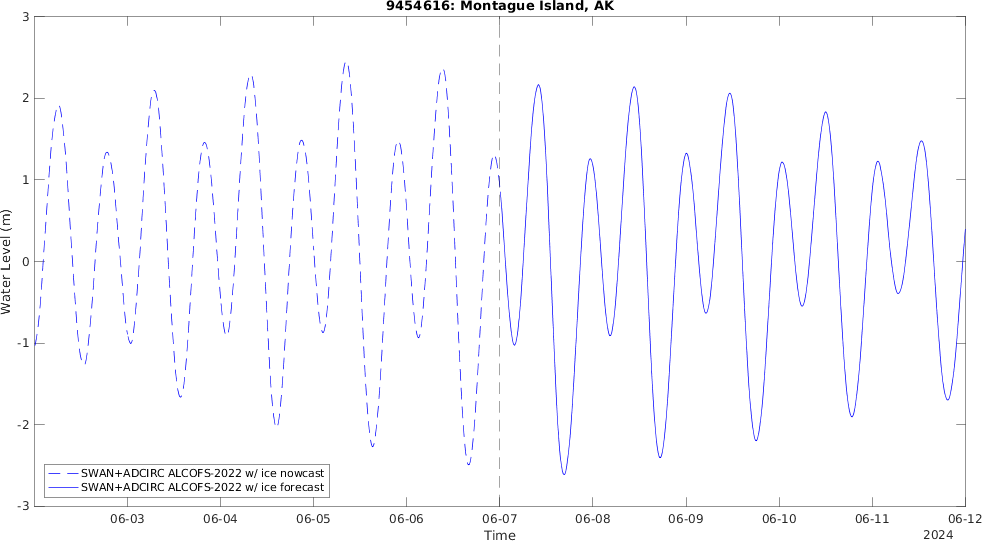 9454616: Montague Island, AK
3
2
1
0
-1
-2
-3
Water Level (m)
SWAN+ADCIRC ALCOFS-2022 w/ ice nowcast
SWAN+ADCIRC ALCOFS-2022 w/ ice forecast
06-03 06-04 06-05 06-06 06-07 06-08 06-09 06-10 06-11 06-12
Time
2024